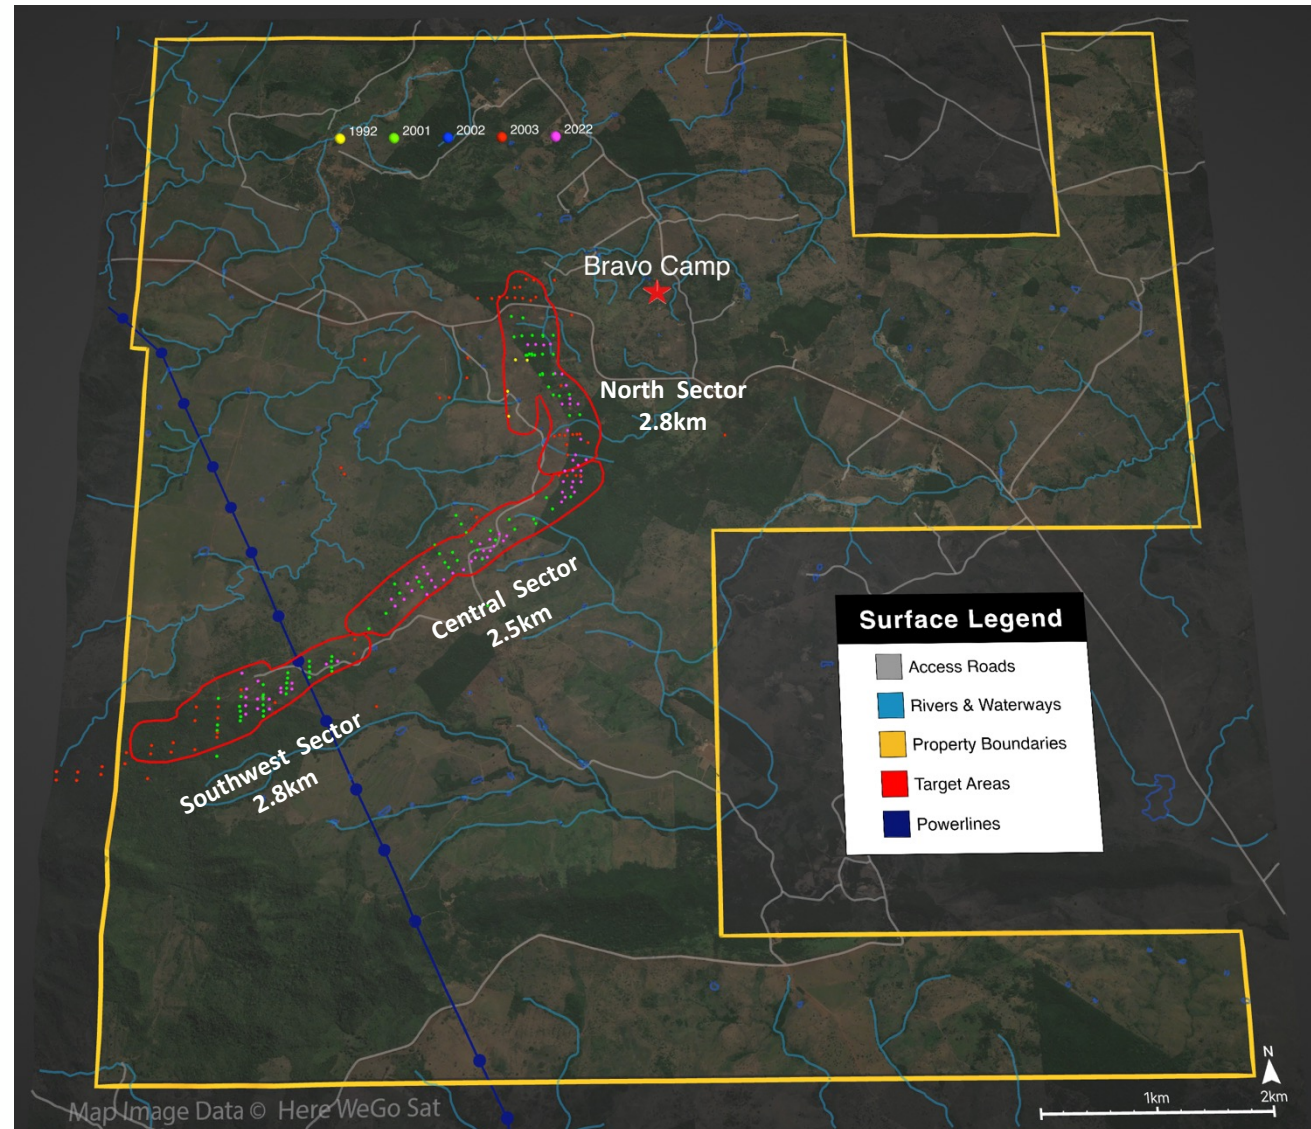 1992
2001
2002
2003
2022
Bravo Camp
North Sector
2.8km
Central Sector
2.5km
Southwest Sector
2.8km
Surface Legend
Access Roads
Rivers & Waterways
Property Boundaries
Target Areas
Powerlines
N
1km
2km
Map Image Data © Here WeGo Sat